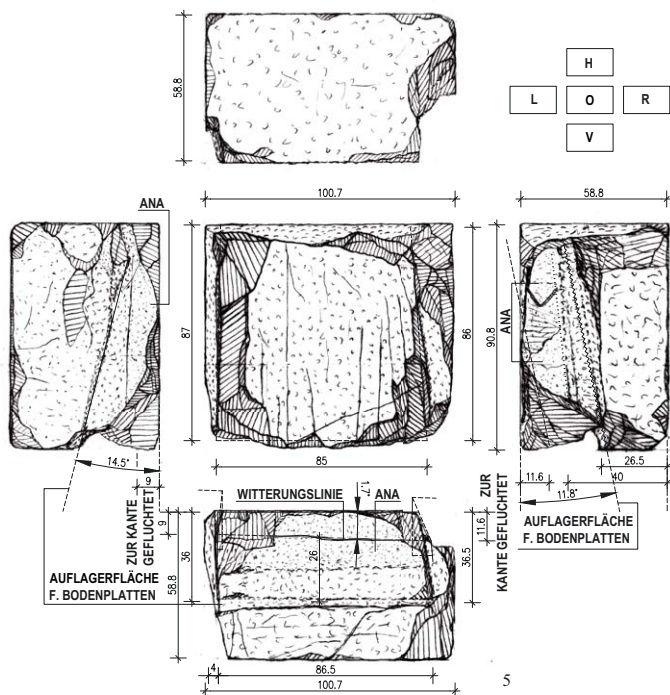 58.8
H
L O R
V
100.7
58.8
ANA
87
86
90.8
ANA
14.5°
9
85
26.5
11.6
40
11.8°
ZUR KANTE
GEFLUCHTET
9
36
58.8
WITTERUNGSLINIE
ANA
26
11.6
36.5
ZUR
KANTE GEFLUCHTET
AUFLAGERFLÄCHE
F. BODENPLATTEN
AUFLAGERFLÄCHE
F. BODENPLATTEN
4
86.5
100.7
5